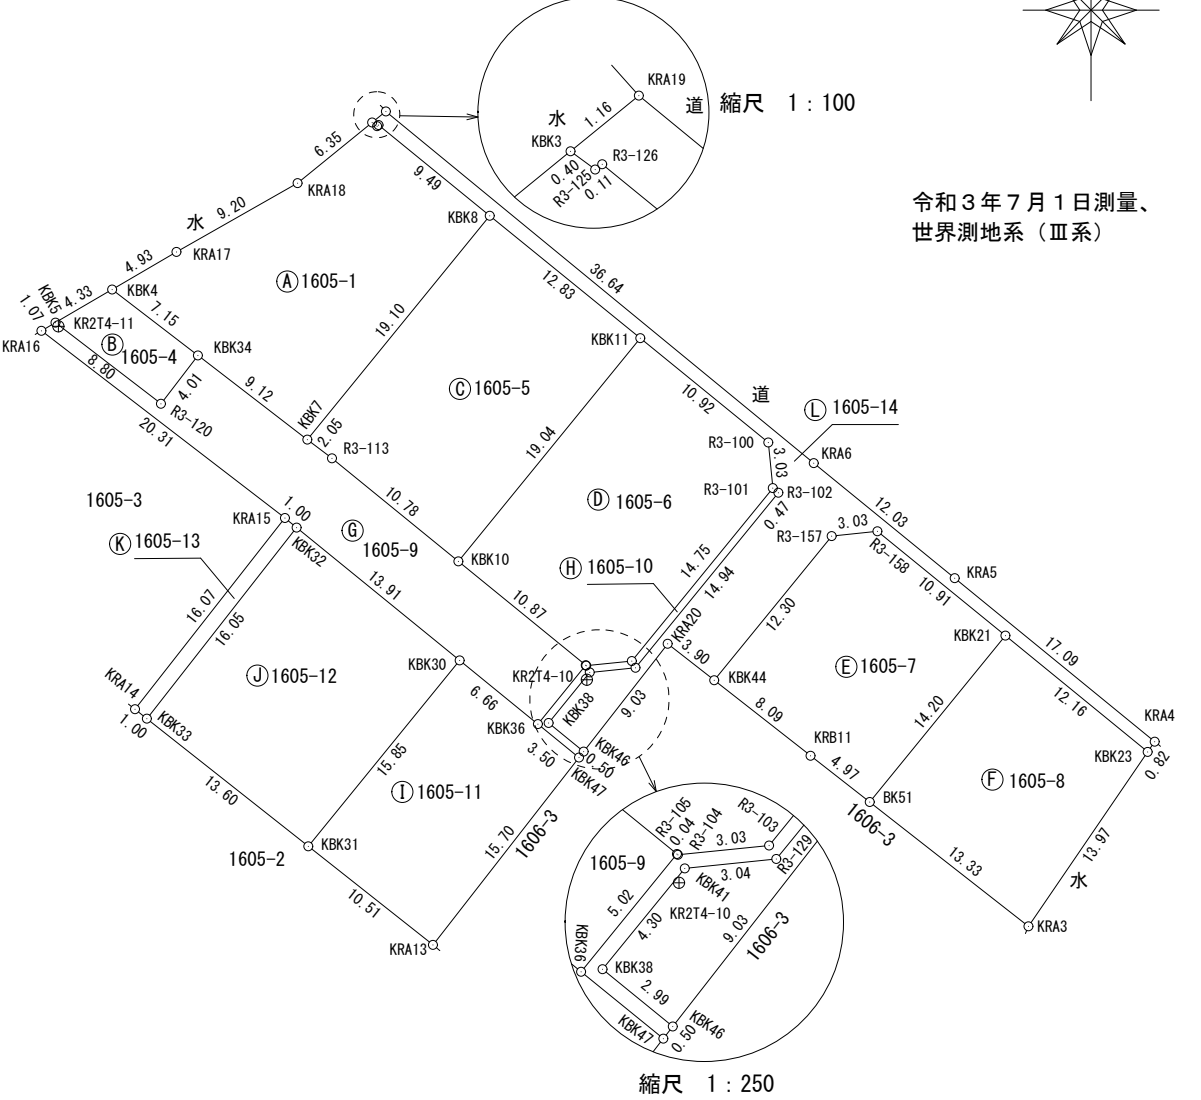 縮尺 1：100
KRA19
水
道
1.16
KBK3
R3-126
0.40
R3-125
0.11
令和３年７月１日測量、
世界測地系（Ⅲ系）
6.35
KRA18
9.49
KBK8
水
9.20
KRA17
4.93
Ⓐ 1605-1
36.64
12.83
KBK5
4.33
KBK4
1.07
KR2T4-11
7.15
19.10
KRA16
Ⓑ
1605-4
KBK34
KBK11
8.80
4.01
9.12
Ⓒ 1605-5
10.92
道
R3-120
KBK7
2.05
Ⓛ 1605-14
20.31
R3-113
19.04
R3-100
3.03
KRA6
10.78
R3-101
R3-102
0.47
1605-3
Ⓓ 1605-6
12.03
KRA15
1.00
Ⓖ
1605-9
R3-157
3.03
R3-158
Ⓚ 1605-13
KBK32
KBK10
14.75
Ⓗ 1605-10
14.94
KRA5
10.91
16.07
13.91
16.05
10.87
12.30
17.09
KRA20
3.90
KBK21
KBK30
KR2T4-10
KBK44
Ⓔ 1605-7
Ⓙ 1605-12
6.66
9.03
12.16
KRA14
KBK38
8.09
14.20
1.00
KBK33
KBK36
KRA4
3.50
KBK46
0.50
KBK47
KRB11
KBK23
0.82
15.85
4.97
Ⓕ 1605-8
13.60
Ⓘ 1605-11
BK51
1606-3
15.70
1606-3
KBK31
1605-2
13.33
13.97
水
10.51
KRA3
KRA13
R3-105
0.04
R3-104
R3-103
3.03
1605-9
3.04
R3-129
KBK41
5.02
KR2T4-10
4.30
9.03
1606-3
KBK36
KBK38
2.99
KBK46
KBK47
0.50
縮尺 1：250